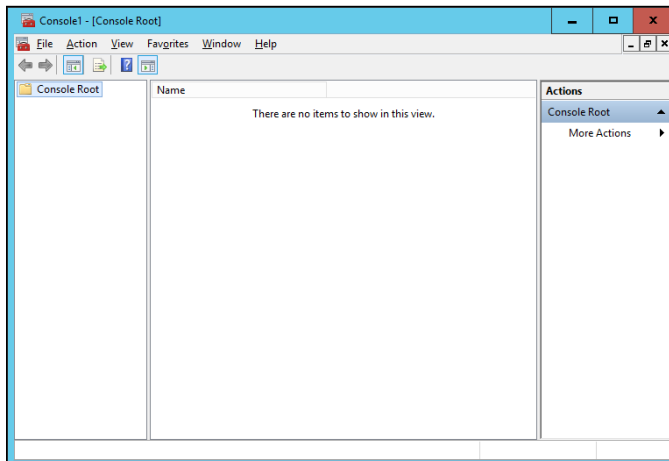 Console1 - [Console Root]
File Action View Favorites Window Help
Console Root
Name
There are no items to show in this view.
Actions
Console Root
More Actions